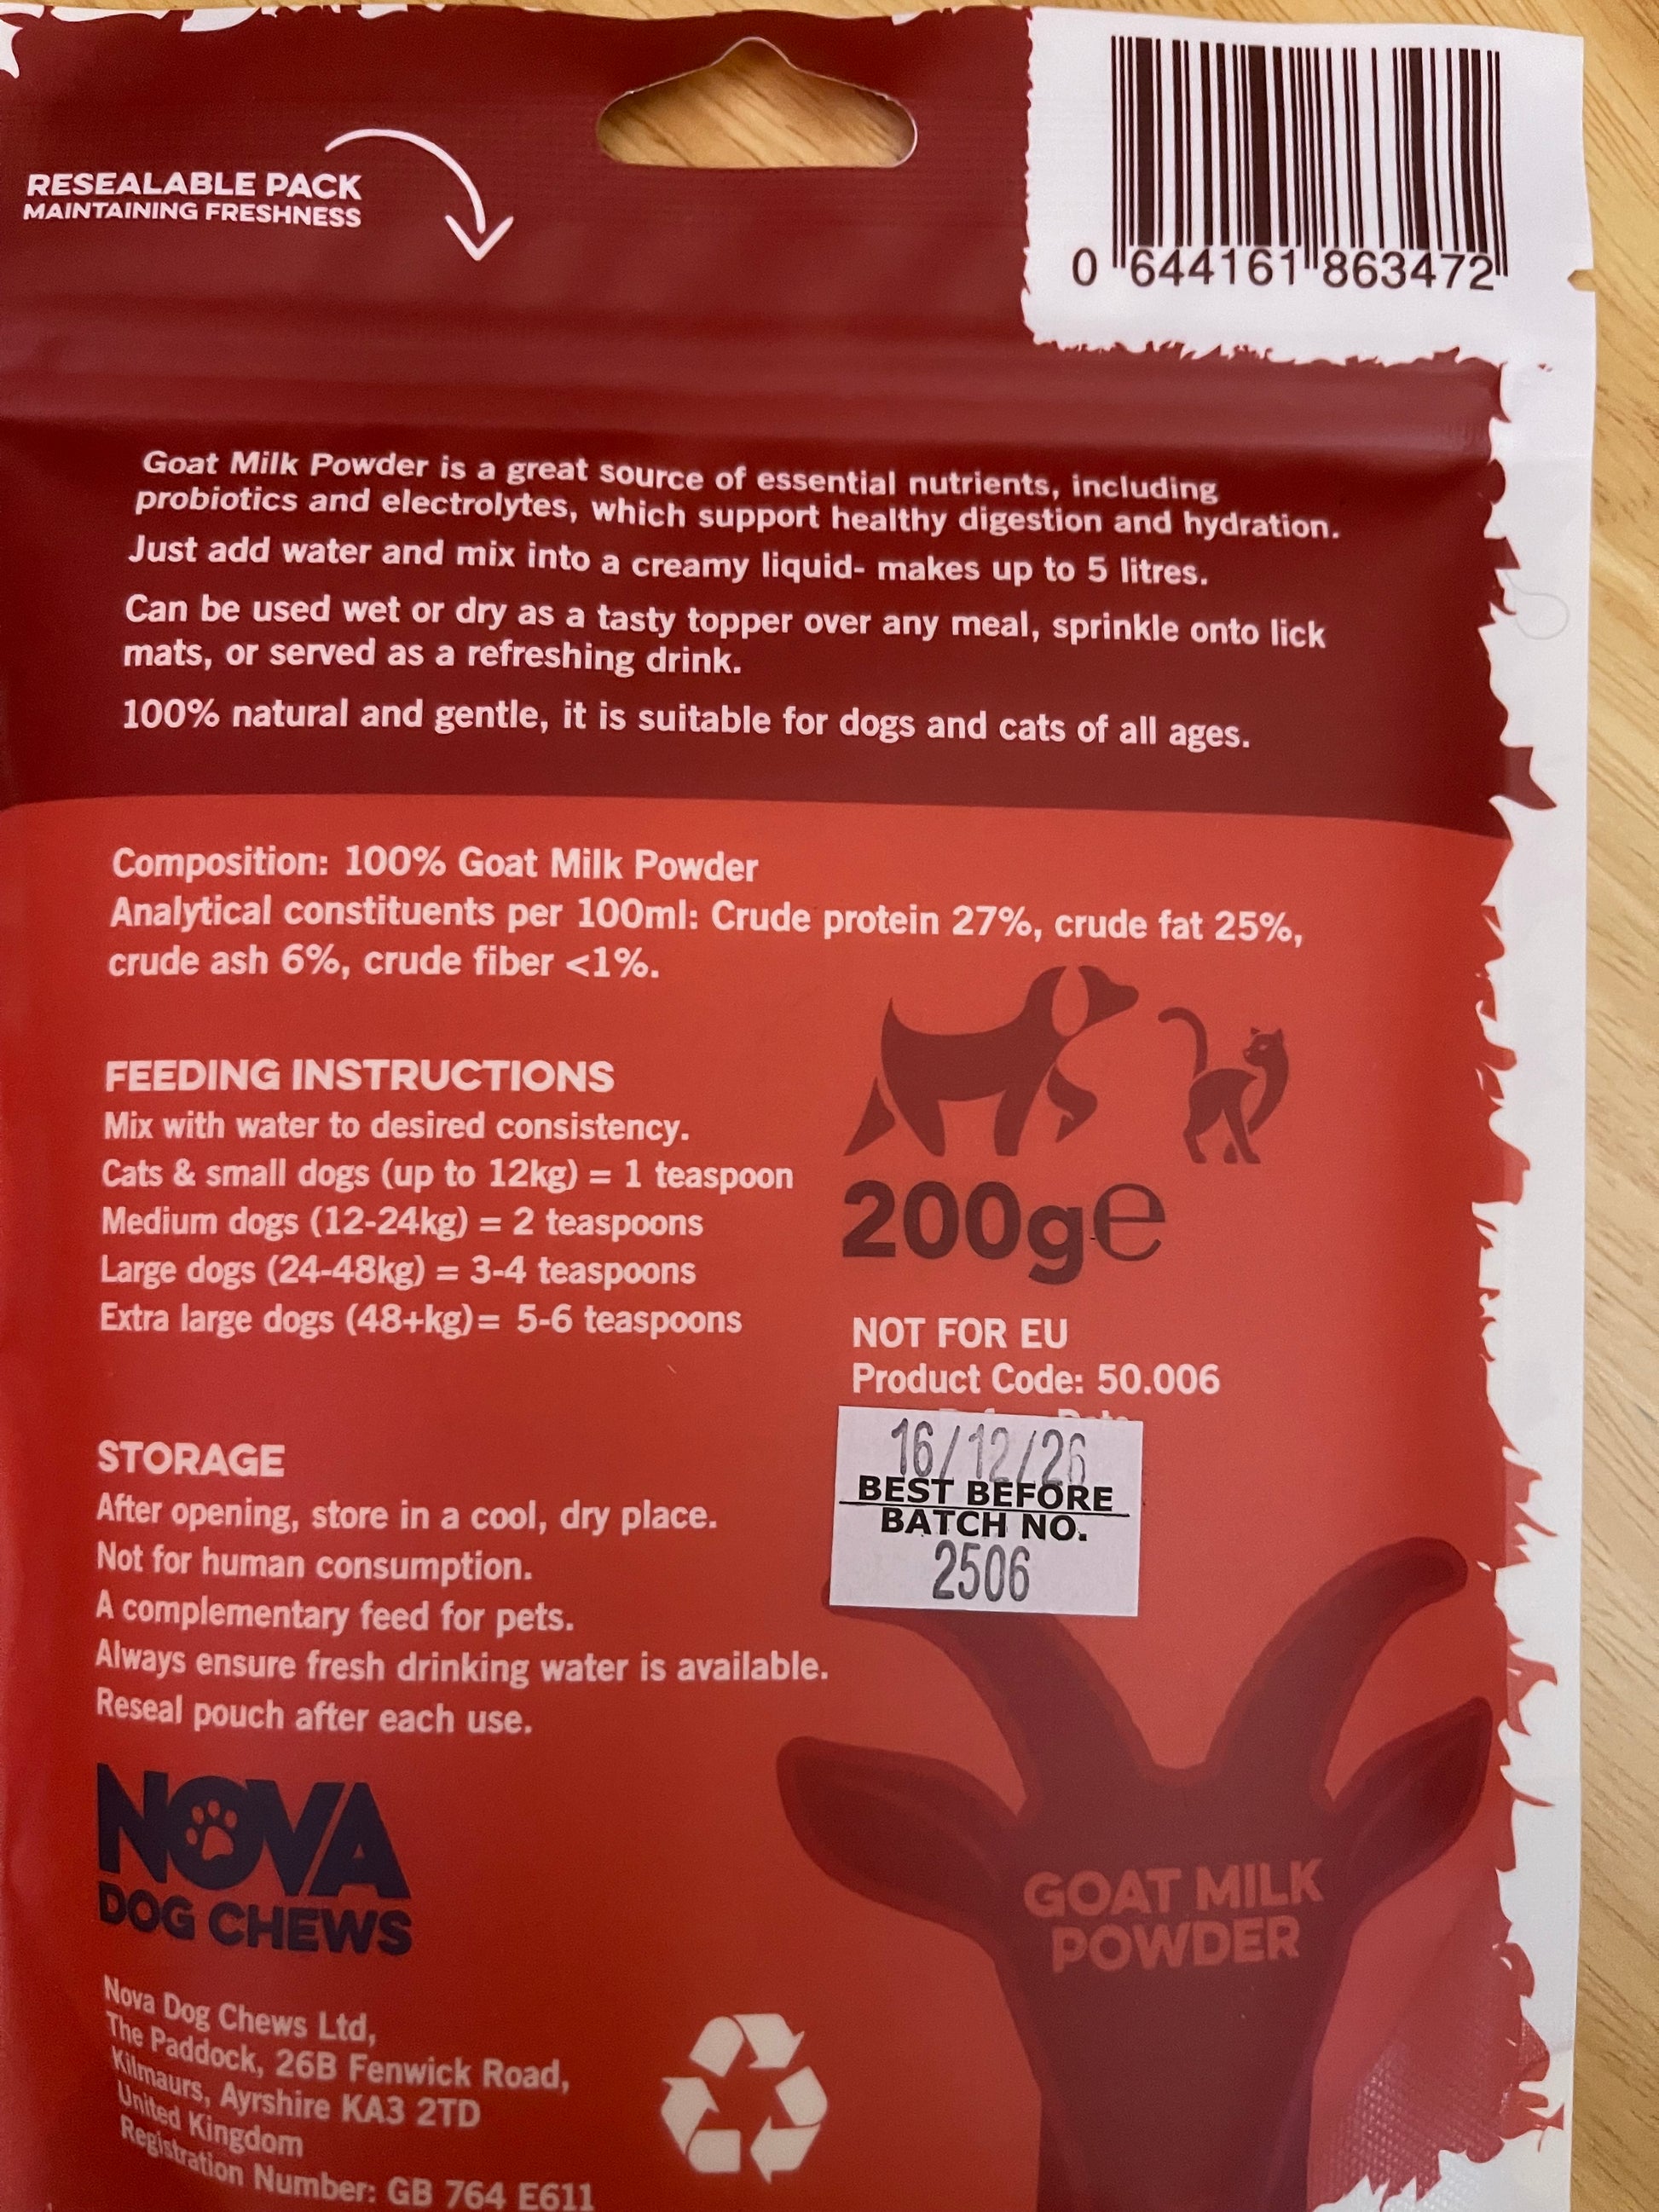 RESEALABLE PACK
MAINTAINING FRESHNESS
0 644161 863472
Goat Milk Powder is a great source of essential nutrients, including
probiotics and electrolytes, which support healthy digestion and hydration.
Just add water and mix into a creamy liquid- makes up to 5 litres.
Can be used wet or dry as a tasty topper over any meal, sprinkle onto lick
mats, or served as a refreshing drink.
100% natural and gentle, it is suitable for dogs and cats of all ages.
Composition: 100% Goat Milk Powder
Analytical constituents per 100ml: Crude protein 27%, crude fat 25%,
crude ash 6%, crude fiber <1%.
FEEDING INSTRUCTIONS
Mix with water to desired consistency.
Cats & small dogs (up to 12kg) = 1 teaspoon
Medium dogs (12-24kg) = 2 teaspoons
Large dogs (24-48kg) = 3-4 teaspoons
Extra large dogs (48+kg)= 5-6 teaspoons
200g℮
NOT FOR EU
Product Code: 50.006
16/12/26
BEST BEFORE
BATCH NO.
2506
STORAGE
After opening, store in a cool, dry place.
Not for human consumption.
A complementary feed for pets.
Always ensure fresh drinking water is available.
Reseal pouch after each use.
NOVA
DOG CHEWS
GOAT MILK
POWDER
Nova Dog Chews Ltd,
The Paddock, 26B Fenwick Road,
Kilmaurs, Ayrshire KA3 2TD
United Kingdom
Registration Number: GB 764 E611